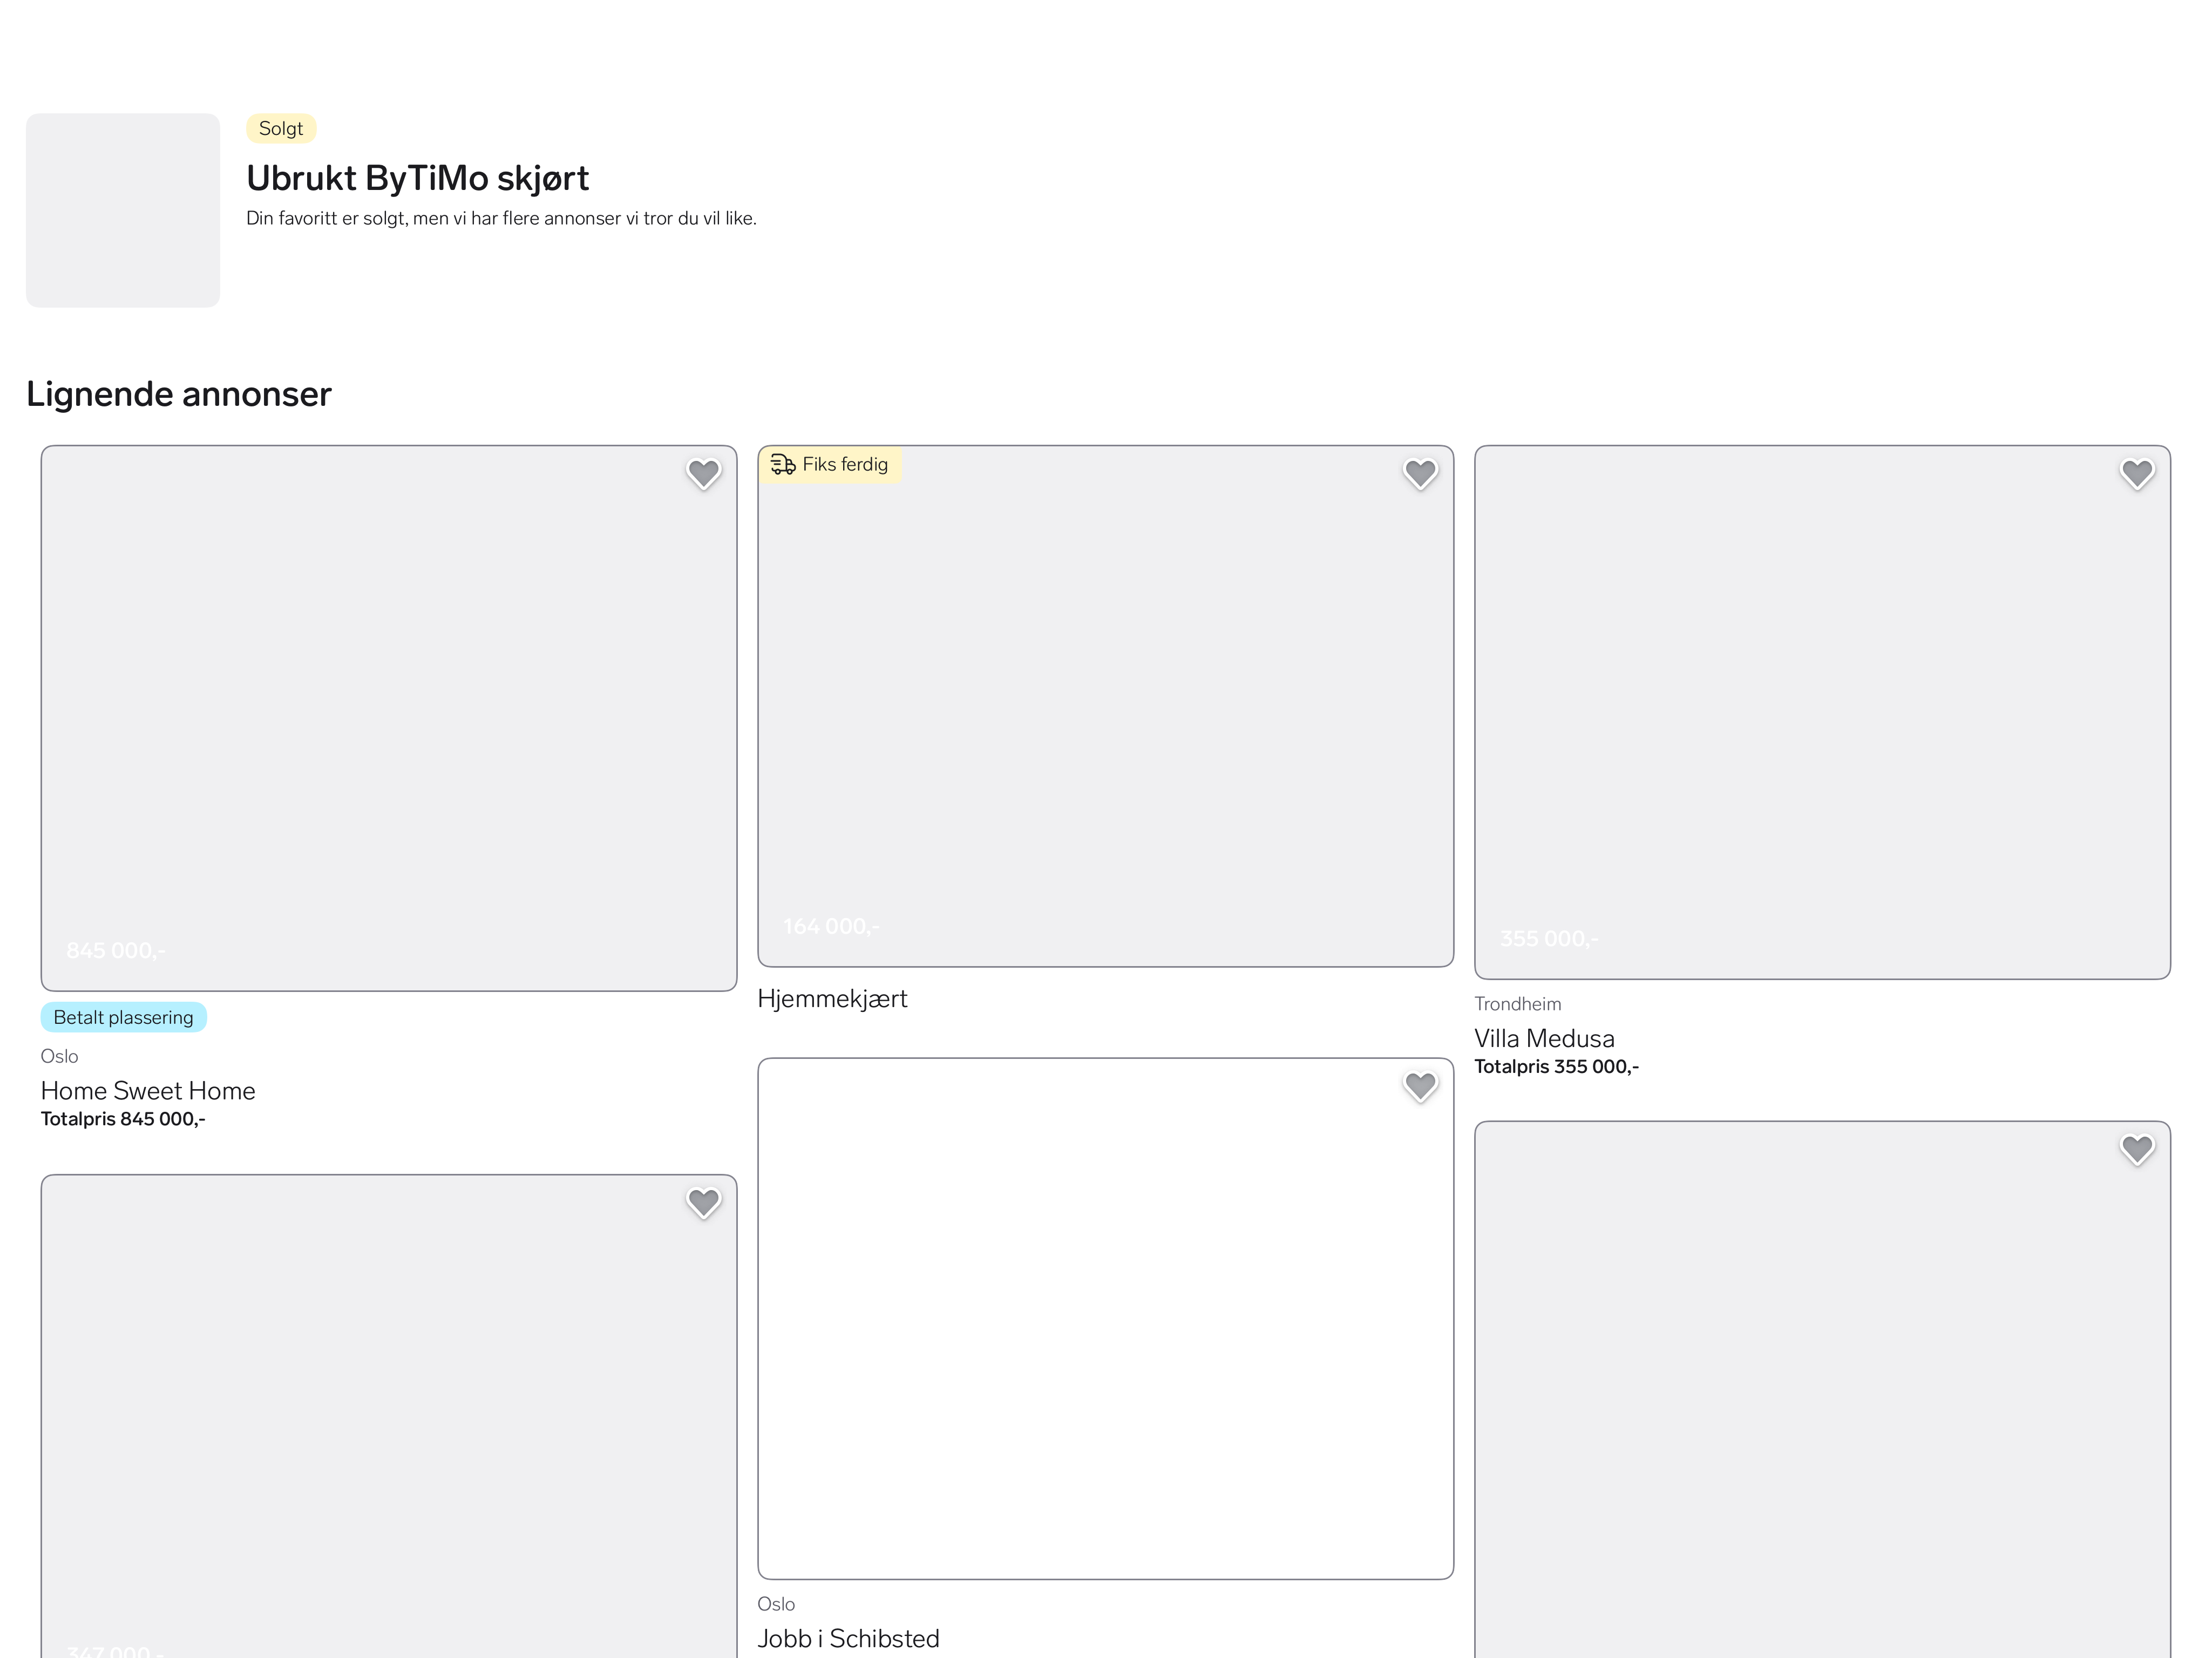 Solgt
Ubrukt ByTiMo skjørt
Din favoritt er solgt, men vi har flere annonser vi tror du vil like.
Lignende annonser
845 000,-
Betalt plassering
Oslo
Home Sweet Home
Totalpris 845 000,-
347 000,-
Fiks ferdig
164 000,-
Hjemmekjært
Oslo
Jobb i Schibsted
355 000,-
Trondheim
Villa Medusa
Totalpris 355 000,-